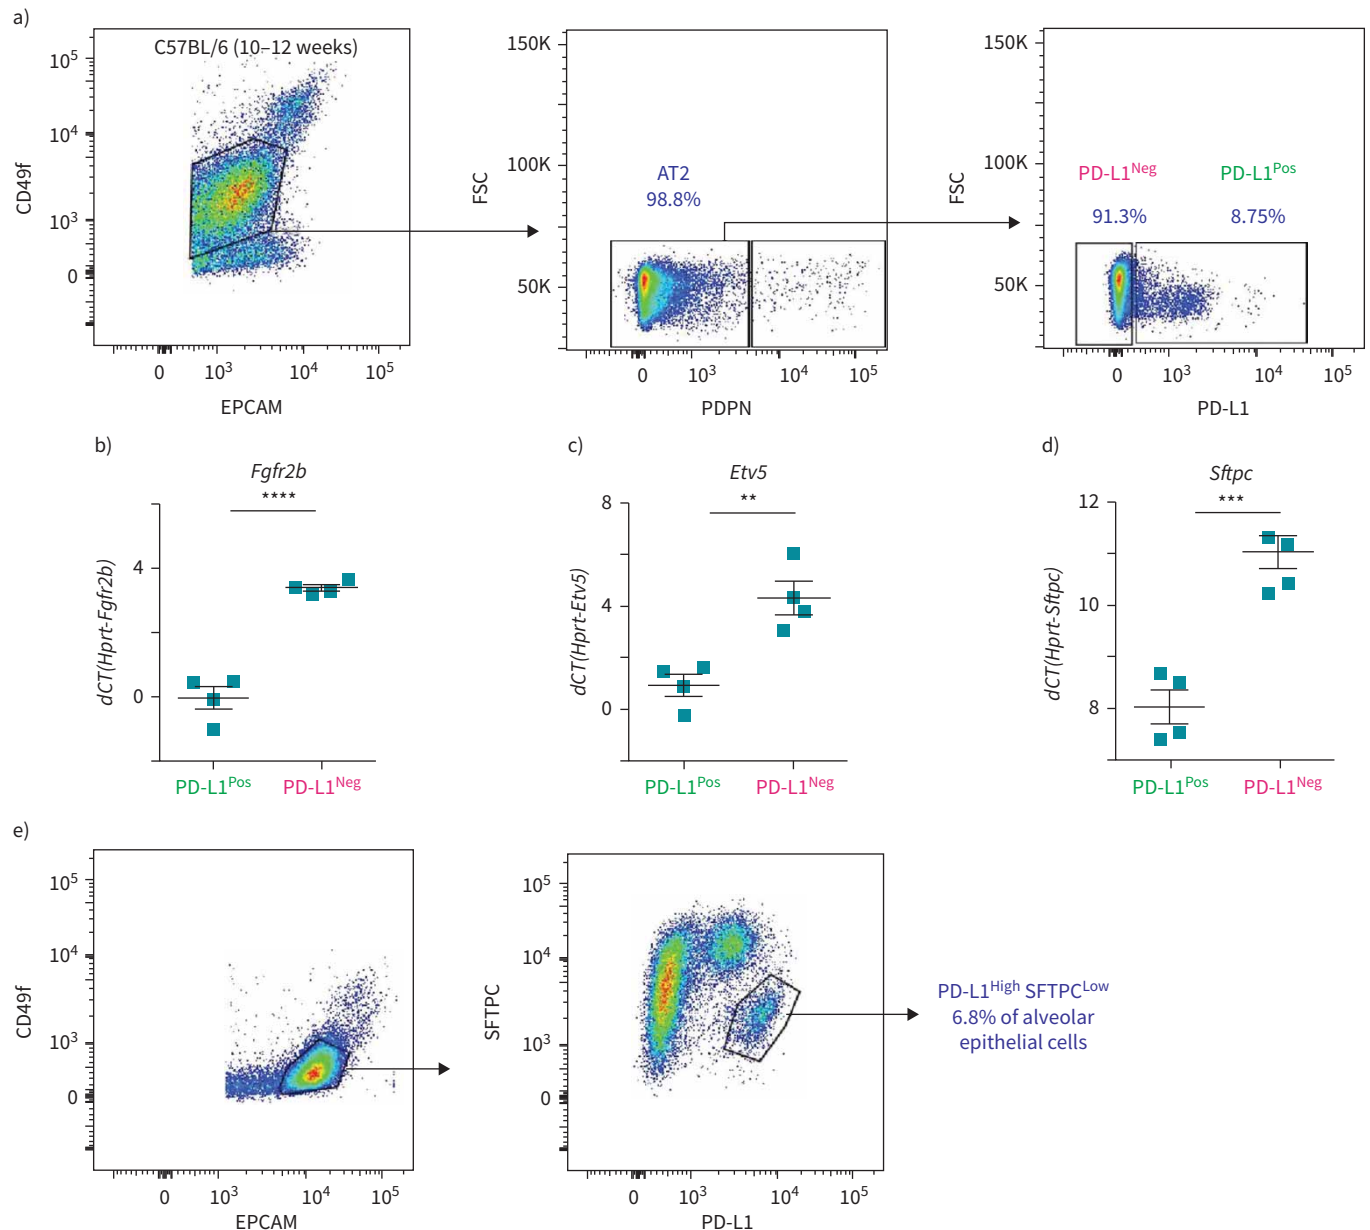 a)
C57BL/6 (10–12 weeks)
10⁵
10⁴
10³
0
CD49f
0
10³
10⁴
10⁵
EPCAM
150K
100K
50K
FSC
AT2
98.8%
0
10³
10⁴
10⁵
PDPN
150K
100K
50K
FSC
PD-L1ᴺᵉᵍ
91.3%
PD-L1ᴾᵒˢ
8.75%
0
10³
10⁴
10⁵
PD-L1
b)
Fgfr2b
****
dCT(Hprt-Fgfr2b)
4
0
PD-L1ᴾᵒˢ
PD-L1ᴺᵉᵍ
c)
Etv5
**
dCT(Hprt-Etv5)
8
4
0
PD-L1ᴾᵒˢ
PD-L1ᴺᵉᵍ
d)
Sftpc
***
dCT(Hprt-Sftpc)
12
10
8
PD-L1ᴾᵒˢ
PD-L1ᴺᵉᵍ
e)
10⁵
10⁴
10³
0
CD49f
0
10³
10⁴
10⁵
EPCAM
10⁵
10⁴
10³
0
SFTPC
0
10³
10⁴
10⁵
PD-L1
PD-L1ᴴⁱᵍʰ SFTPCᴸᵒʷ
6.8% of alveolar
epithelial cells